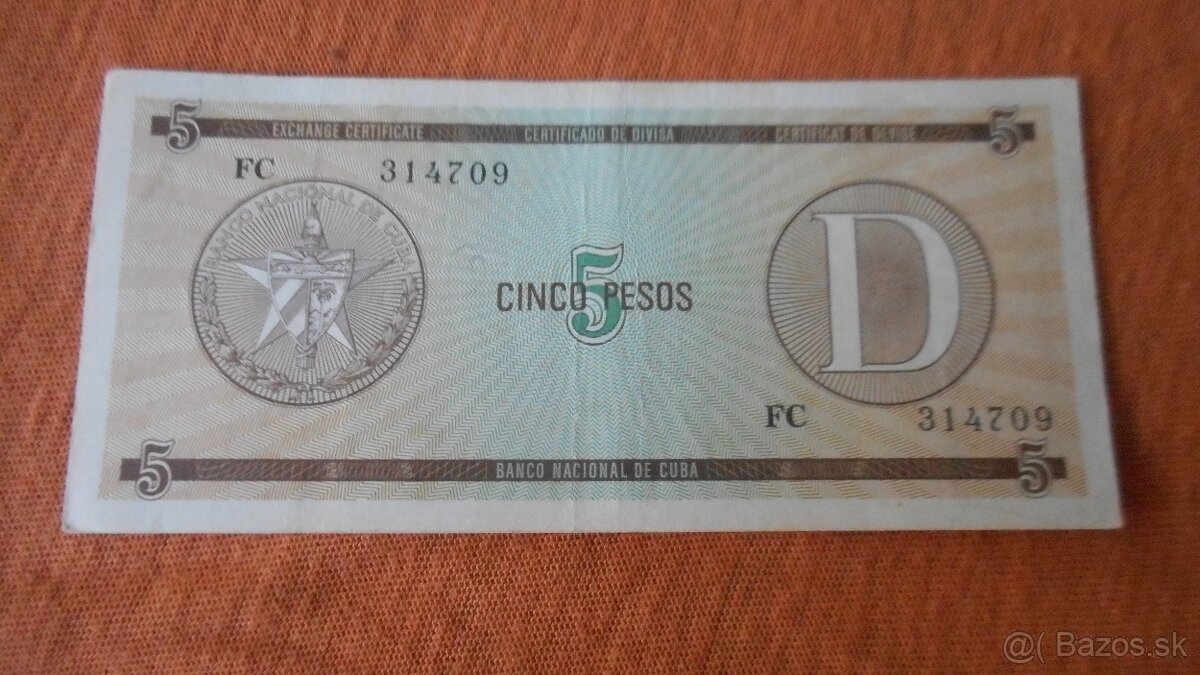 5 EXCHANGE CERTIFICATE CERTIFICADO DE DIVISA CERTIFICAT DE DEVISE 5
FC 314709
BANCO NACIONAL DE CUBA
5
CINCO PESOS
D
FC 314709
5 BANCO NACIONAL DE CUBA 5
@( Bazos.sk